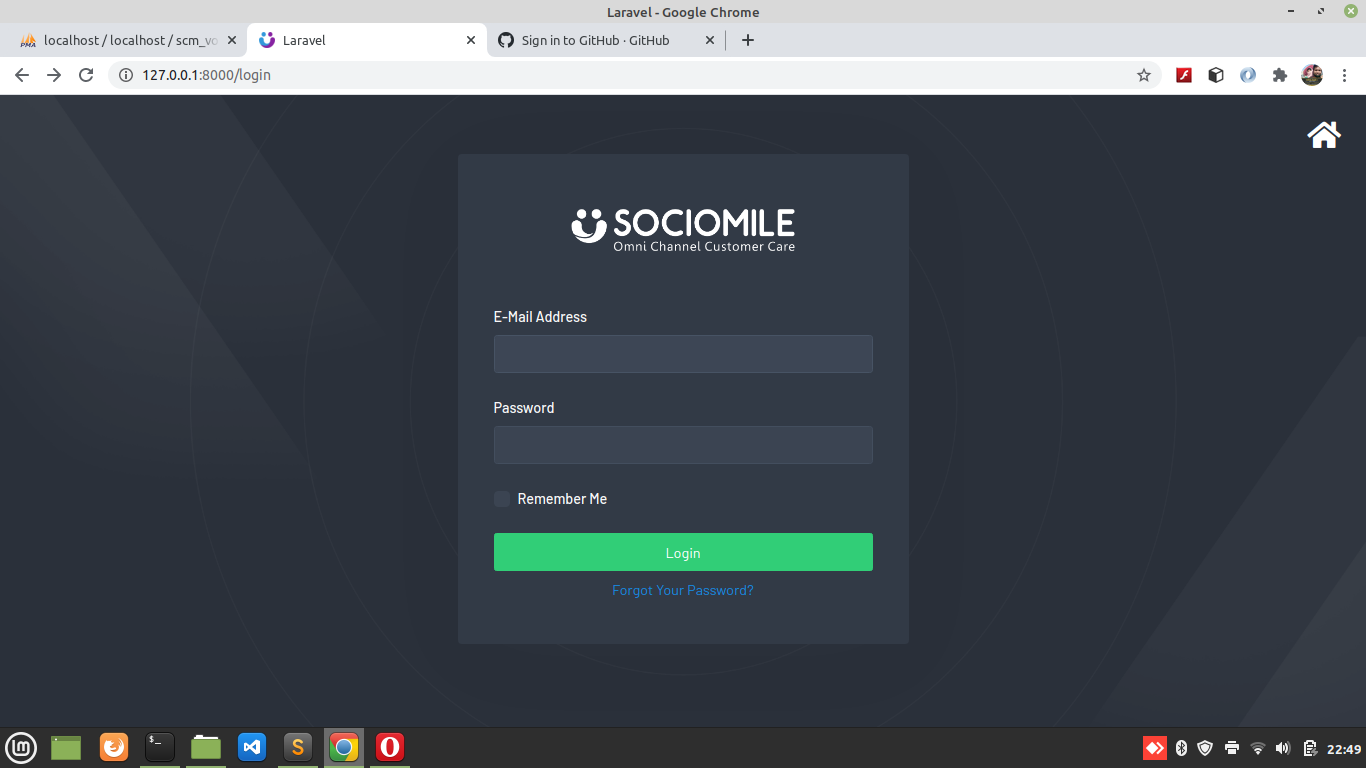 Laravel - Google Chrome
localhost / localhost / scm_vo
Laravel
Sign in to GitHub · GitHub
127.0.0.1:8000/login
SOCIOMILE
Omni Channel Customer Care
E-Mail Address
Password
Remember Me
Login
Forgot Your Password?
22:49